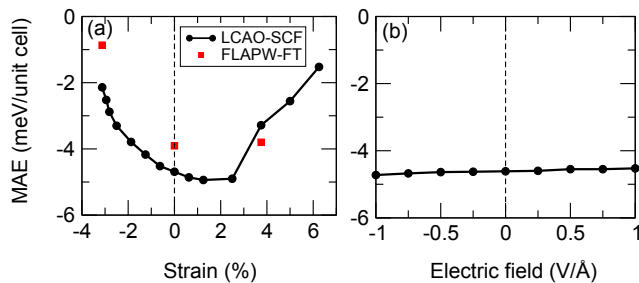 (a)
LCAO-SCF
FLAPW-FT
0
-2
-4
-6
MAE (meV/unit cell)
-4 -2 0 2 4 6
Strain (%)
(b)
0
-2
-4
-6
-1 -0.5 0 0.5 1
Electric field (V/Å)